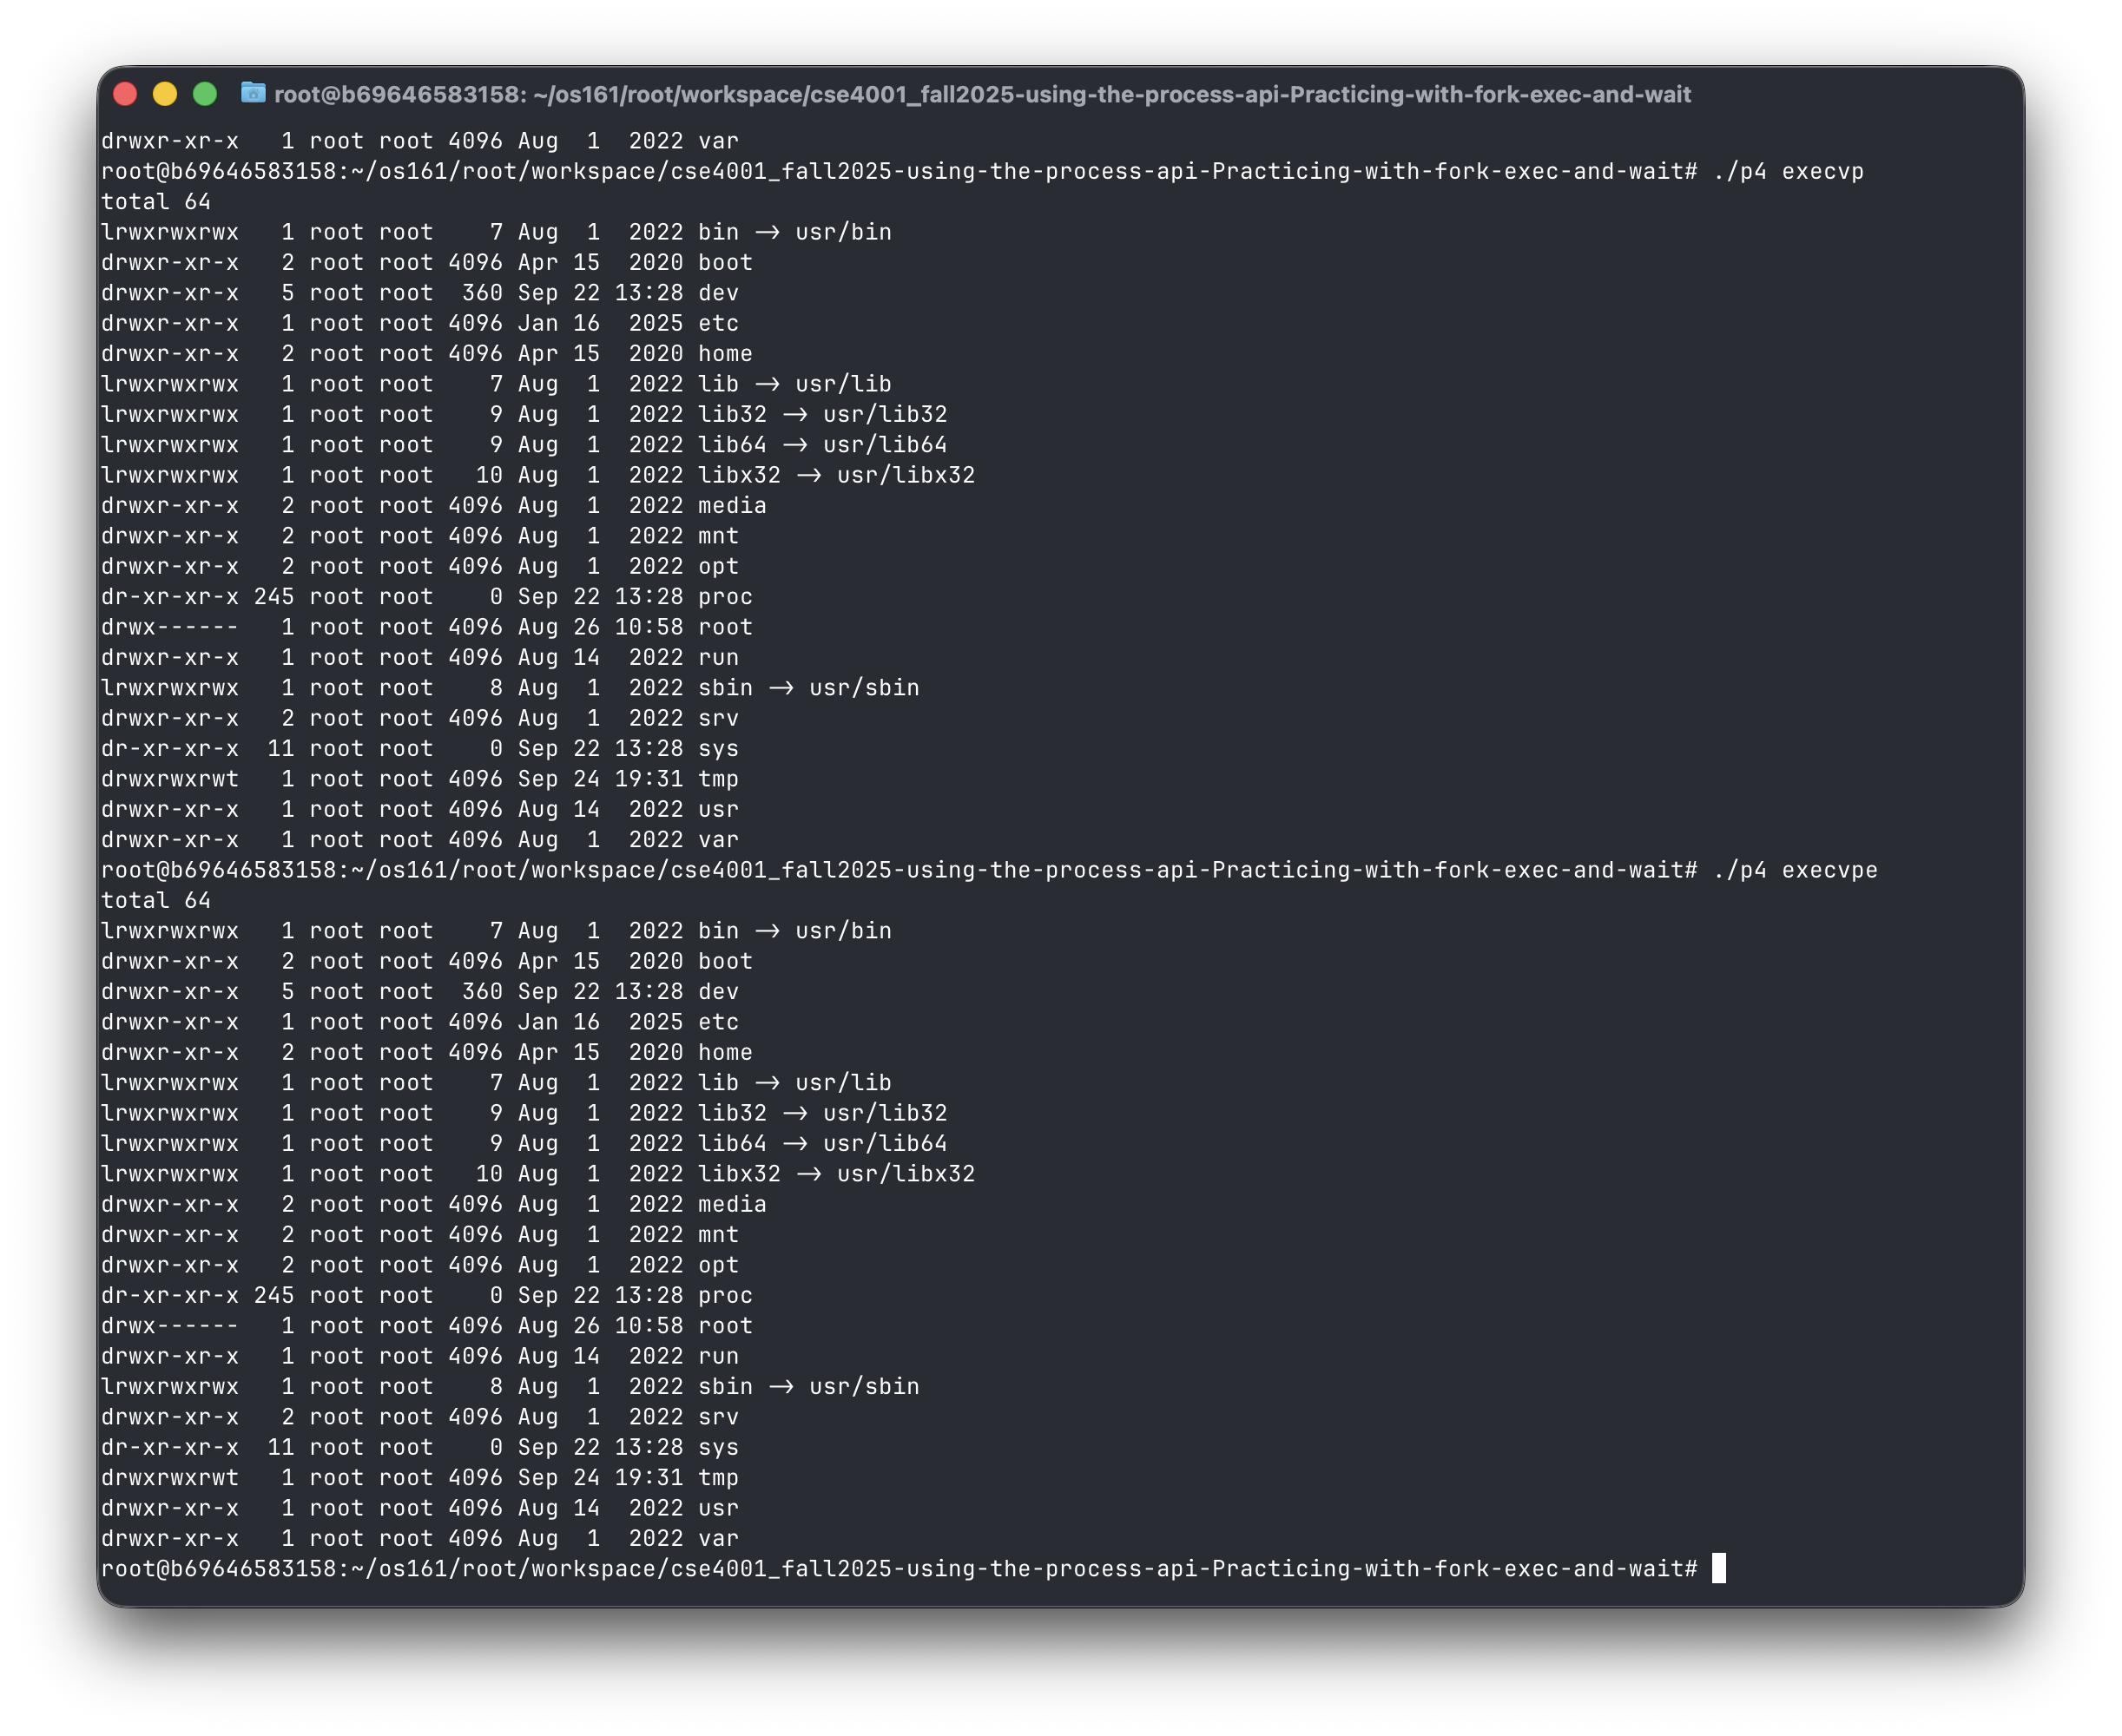 root@b69646583158: ~/os161/root/workspace/cse4001_fall2025-using-the-process-api-Practicing-with-fork-exec-and-wait
drwxr-xr-x   1 root root 4096 Aug  1  2022 var
root@b69646583158:~/os161/root/workspace/cse4001_fall2025-using-the-process-api-Practicing-with-fork-exec-and-wait# ./p4 execvp
total 64
lrwxrwxrwx   1 root root    7 Aug  1  2022 bin -> usr/bin
drwxr-xr-x   2 root root 4096 Apr 15  2020 boot
drwxr-xr-x   5 root root  360 Sep 22 13:28 dev
drwxr-xr-x   1 root root 4096 Jan 16  2025 etc
drwxr-xr-x   2 root root 4096 Apr 15  2020 home
lrwxrwxrwx   1 root root    7 Aug  1  2022 lib -> usr/lib
lrwxrwxrwx   1 root root    9 Aug  1  2022 lib32 -> usr/lib32
lrwxrwxrwx   1 root root    9 Aug  1  2022 lib64 -> usr/lib64
lrwxrwxrwx   1 root root   10 Aug  1  2022 libx32 -> usr/libx32
drwxr-xr-x   2 root root 4096 Aug  1  2022 media
drwxr-xr-x   2 root root 4096 Aug  1  2022 mnt
drwxr-xr-x   2 root root 4096 Aug  1  2022 opt
dr-xr-xr-x 245 root root    0 Sep 22 13:28 proc
drwx------   1 root root 4096 Aug 26 10:58 root
drwxr-xr-x   1 root root 4096 Aug 14  2022 run
lrwxrwxrwx   1 root root    8 Aug  1  2022 sbin -> usr/sbin
drwxr-xr-x   2 root root 4096 Aug  1  2022 srv
dr-xr-xr-x  11 root root    0 Sep 22 13:28 sys
drwxrwxrwt   1 root root 4096 Sep 24 19:31 tmp
drwxr-xr-x   1 root root 4096 Aug 14  2022 usr
drwxr-xr-x   1 root root 4096 Aug  1  2022 var
root@b69646583158:~/os161/root/workspace/cse4001_fall2025-using-the-process-api-Practicing-with-fork-exec-and-wait# ./p4 execvpe
total 64
lrwxrwxrwx   1 root root    7 Aug  1  2022 bin -> usr/bin
drwxr-xr-x   2 root root 4096 Apr 15  2020 boot
drwxr-xr-x   5 root root  360 Sep 22 13:28 dev
drwxr-xr-x   1 root root 4096 Jan 16  2025 etc
drwxr-xr-x   2 root root 4096 Apr 15  2020 home
lrwxrwxrwx   1 root root    7 Aug  1  2022 lib -> usr/lib
lrwxrwxrwx   1 root root    9 Aug  1  2022 lib32 -> usr/lib32
lrwxrwxrwx   1 root root    9 Aug  1  2022 lib64 -> usr/lib64
lrwxrwxrwx   1 root root   10 Aug  1  2022 libx32 -> usr/libx32
drwxr-xr-x   2 root root 4096 Aug  1  2022 media
drwxr-xr-x   2 root root 4096 Aug  1  2022 mnt
drwxr-xr-x   2 root root 4096 Aug  1  2022 opt
dr-xr-xr-x 245 root root    0 Sep 22 13:28 proc
drwx------   1 root root 4096 Aug 26 10:58 root
drwxr-xr-x   1 root root 4096 Aug 14  2022 run
lrwxrwxrwx   1 root root    8 Aug  1  2022 sbin -> usr/sbin
drwxr-xr-x   2 root root 4096 Aug  1  2022 srv
dr-xr-xr-x  11 root root    0 Sep 22 13:28 sys
drwxrwxrwt   1 root root 4096 Sep 24 19:31 tmp
drwxr-xr-x   1 root root 4096 Aug 14  2022 usr
drwxr-xr-x   1 root root 4096 Aug  1  2022 var
root@b69646583158:~/os161/root/workspace/cse4001_fall2025-using-the-process-api-Practicing-with-fork-exec-and-wait#